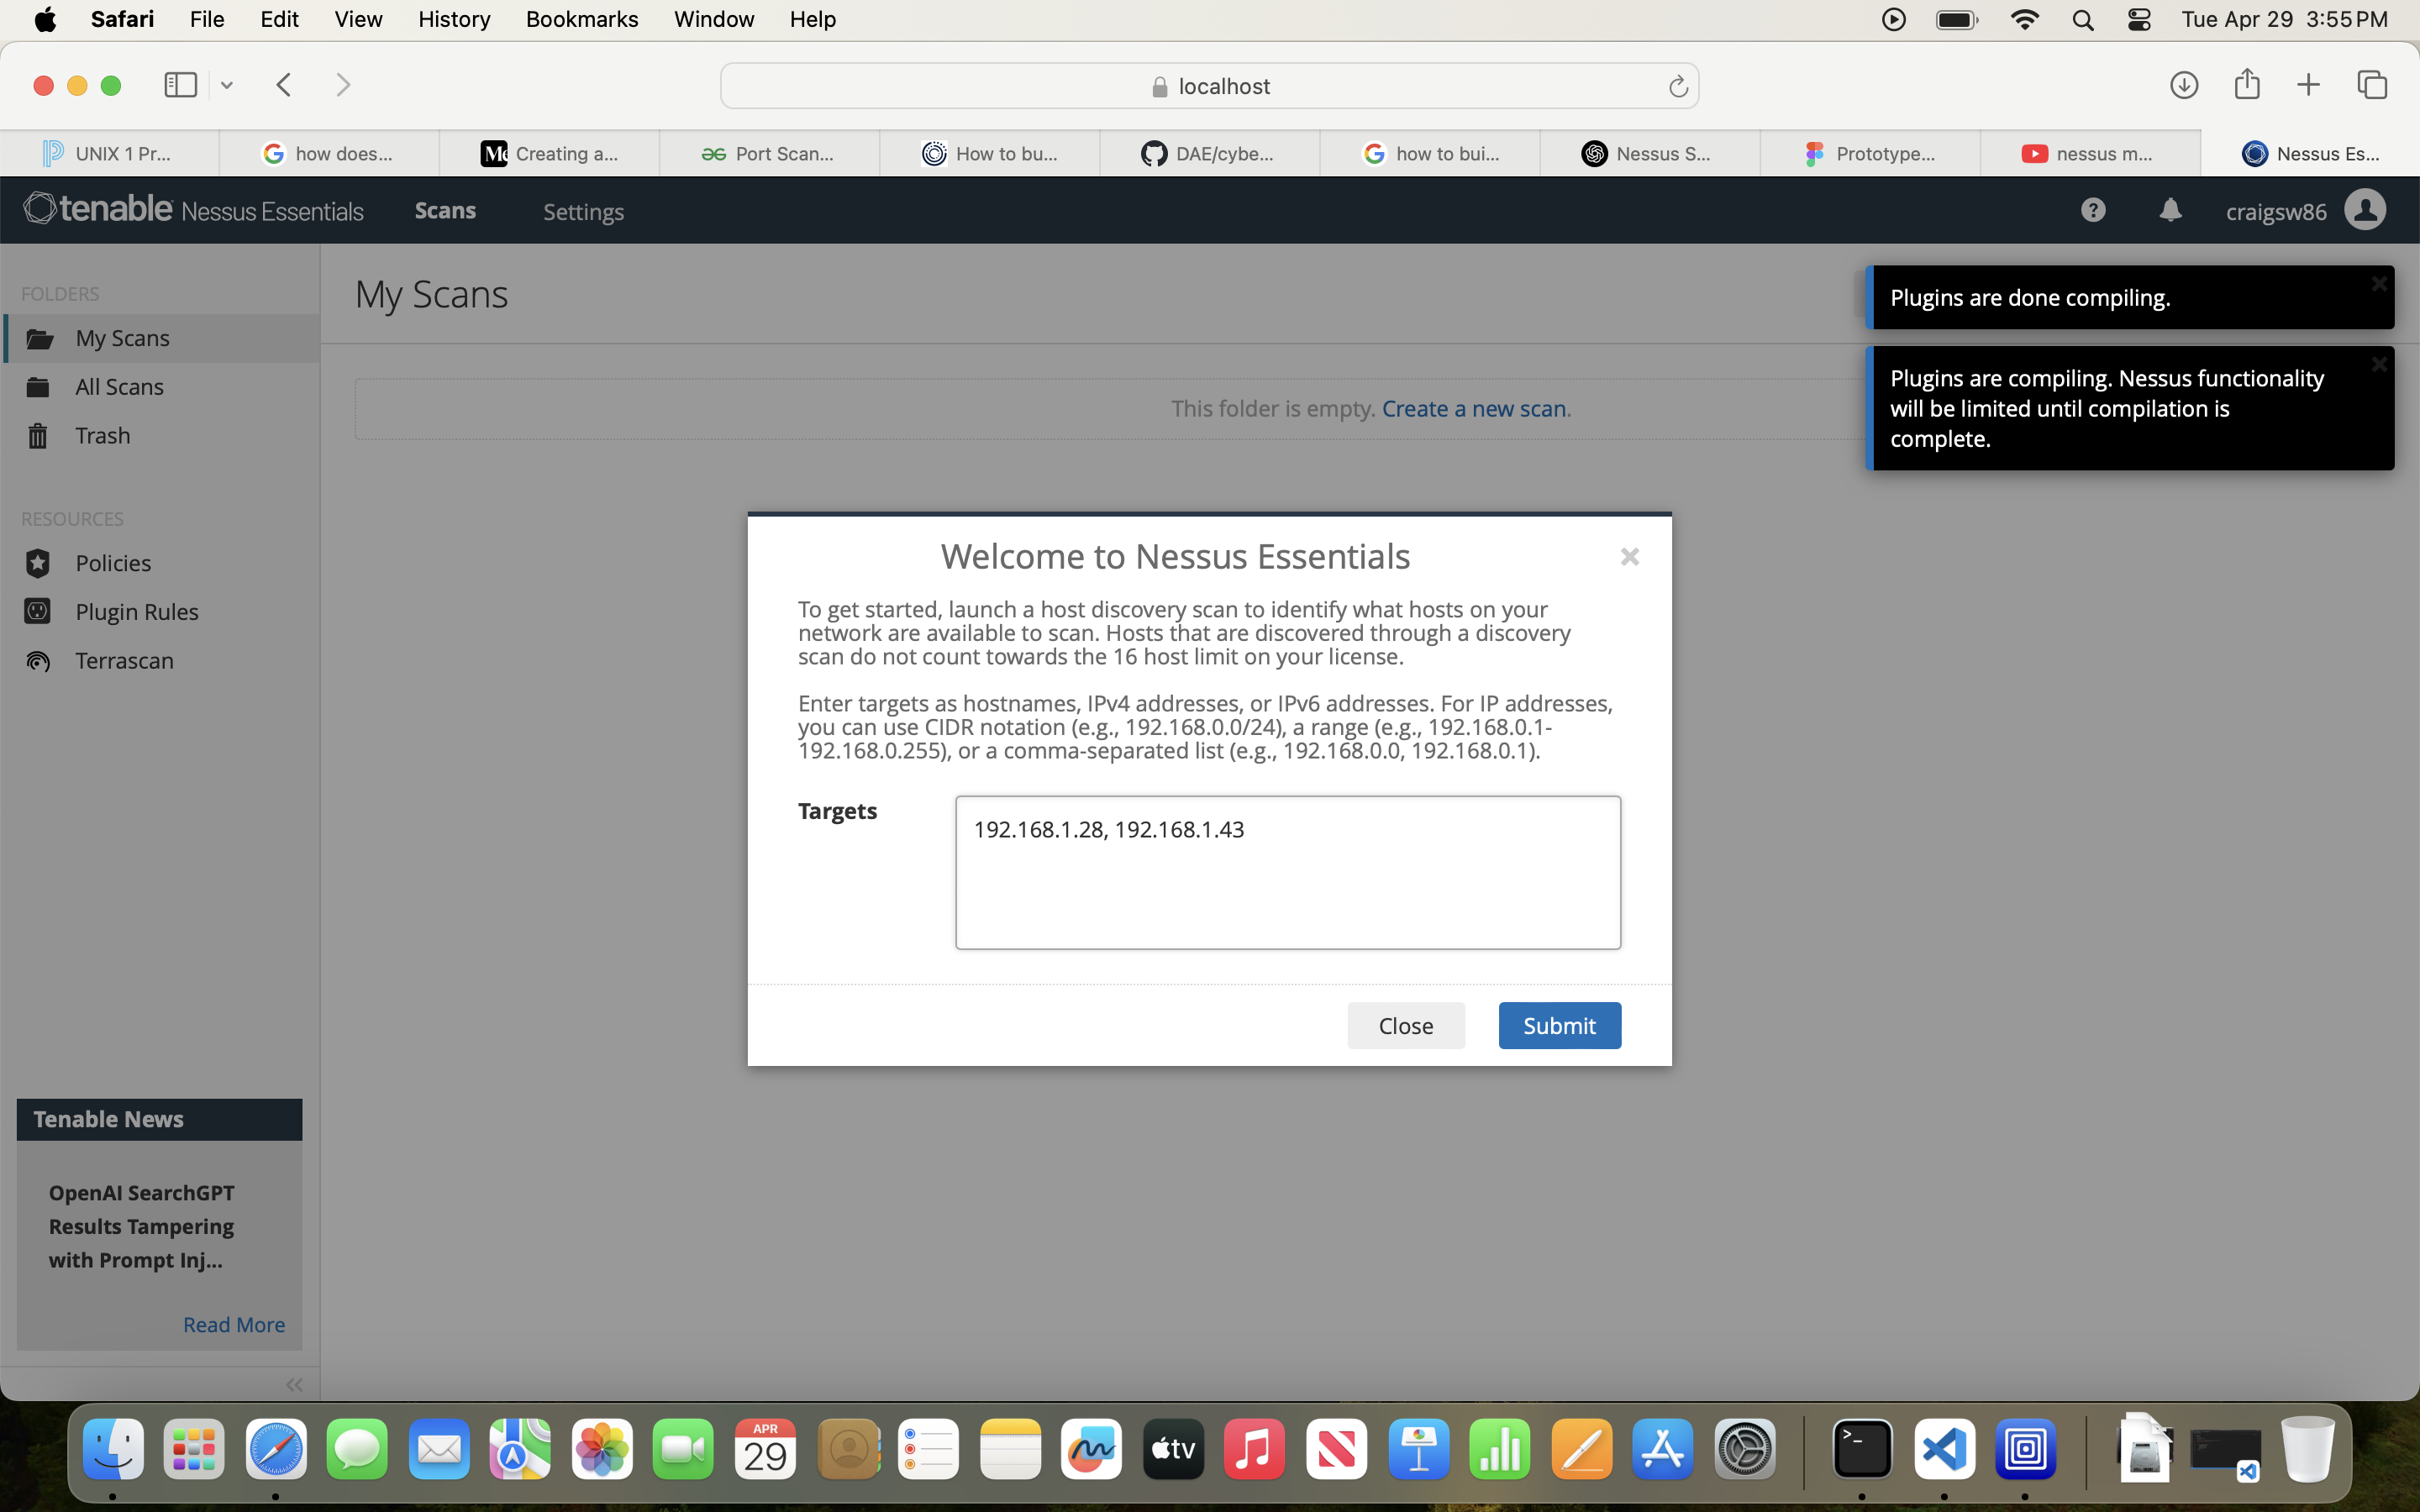 Safari File Edit View History Bookmarks Window Help Tue Apr 29 3:55 PM
localhost
UNIX 1 Pr... how does... Creating a... Port Scan... How to bu... DAE/cybe... how to bui... Nessus S... Prototype... nessus m... Nessus Es...
tenable Nessus Essentials Scans Settings craigsw86
FOLDERS
My Scans
All Scans
Trash
RESOURCES
Policies
Plugin Rules
Terrascan
Tenable News
OpenAI SearchGPT
Results Tampering
with Prompt Inj...
Read More
My Scans
This folder is empty. Create a new scan.
Plugins are done compiling.
Plugins are compiling. Nessus functionality
will be limited until compilation is
complete.
Welcome to Nessus Essentials
To get started, launch a host discovery scan to identify what hosts on your
network are available to scan. Hosts that are discovered through a discovery
scan do not count towards the 16 host limit on your license.
Enter targets as hostnames, IPv4 addresses, or IPv6 addresses. For IP addresses,
you can use CIDR notation (e.g., 192.168.0.0/24), a range (e.g., 192.168.0.1-
192.168.0.255), or a comma-separated list (e.g., 192.168.0.0, 192.168.0.1).
Targets
192.168.1.28, 192.168.1.43
Close Submit
APR
29
tv